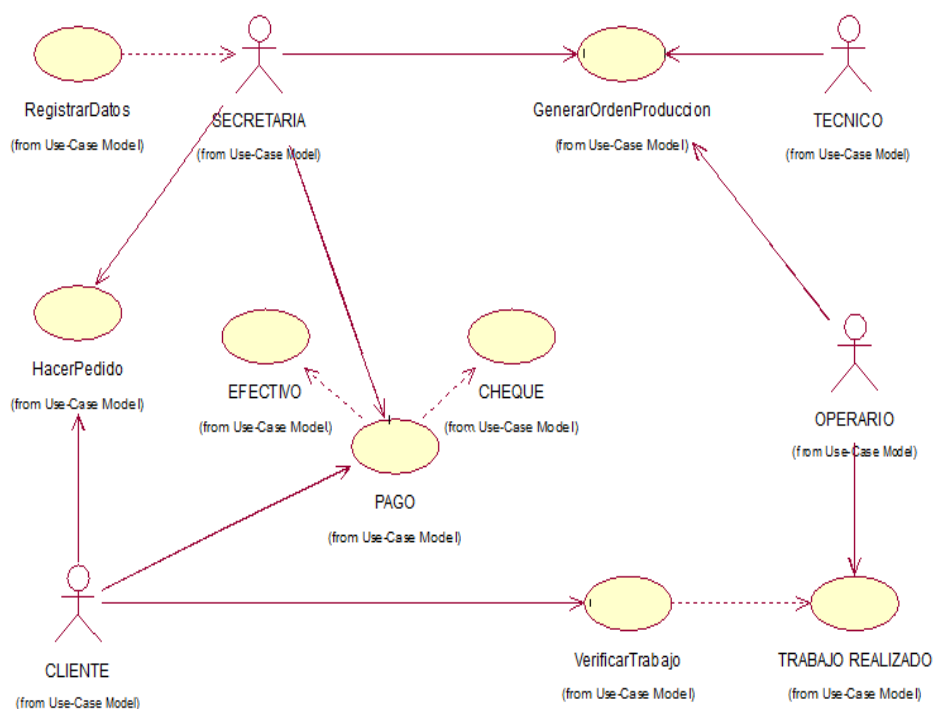 RegistrarDatos
(from Use-Case Model)
SECRETARIA
(from Use-Case Model)
GenerarOrdenProduccion
(from Use-Case Model)
TECNICO
(from Use-Case Model)
HacerPedido
(from Use-Case Model)
EFECTIVO
(from Use-Case Model)
CHEQUE
(from Use-Case Model)
OPERARIO
(from Use-Case Model)
PAGO
(from Use-Case Model)
CLIENTE
(from Use-Case Model)
VerificarTrabajo
(from Use-Case Model)
TRABAJO REALIZADO
(from Use-Case Model)